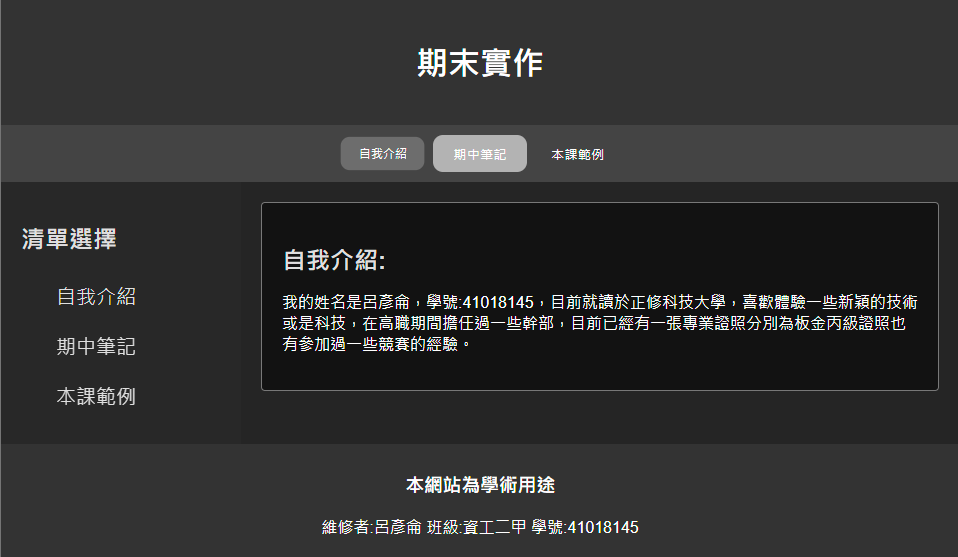 期末實作
自我介紹 期中筆記 本課範例
清單選擇
自我介紹
期中筆記
本課範例
自我介紹:
我的姓名是呂彥侖，學號:41018145，目前就讀於正修科技大學，喜歡體驗一些新穎的技術
或是科技，在高職期間擔任過一些幹部，目前已經有一張專業證照分別為板金丙級證照也
有參加過一些競賽的經驗。
本網站為學術用途
維修者:呂彥侖 班級:資工二甲 學號:41018145